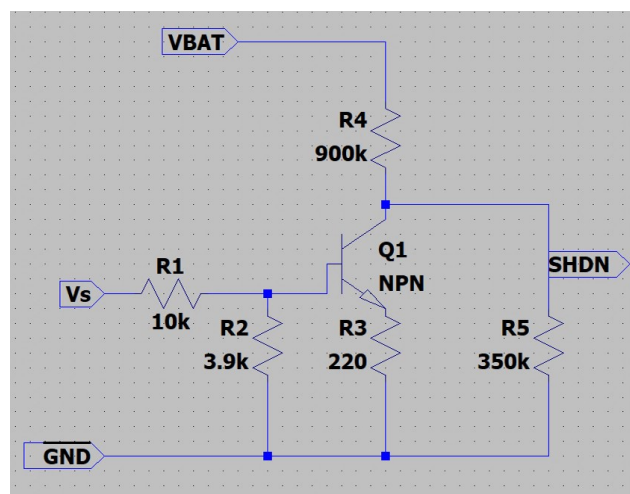 VBAT
R4
900k
Q1
NPN
SHDN
R1
Vs
10k
R2
3.9k
R3
220
R5
350k
GND